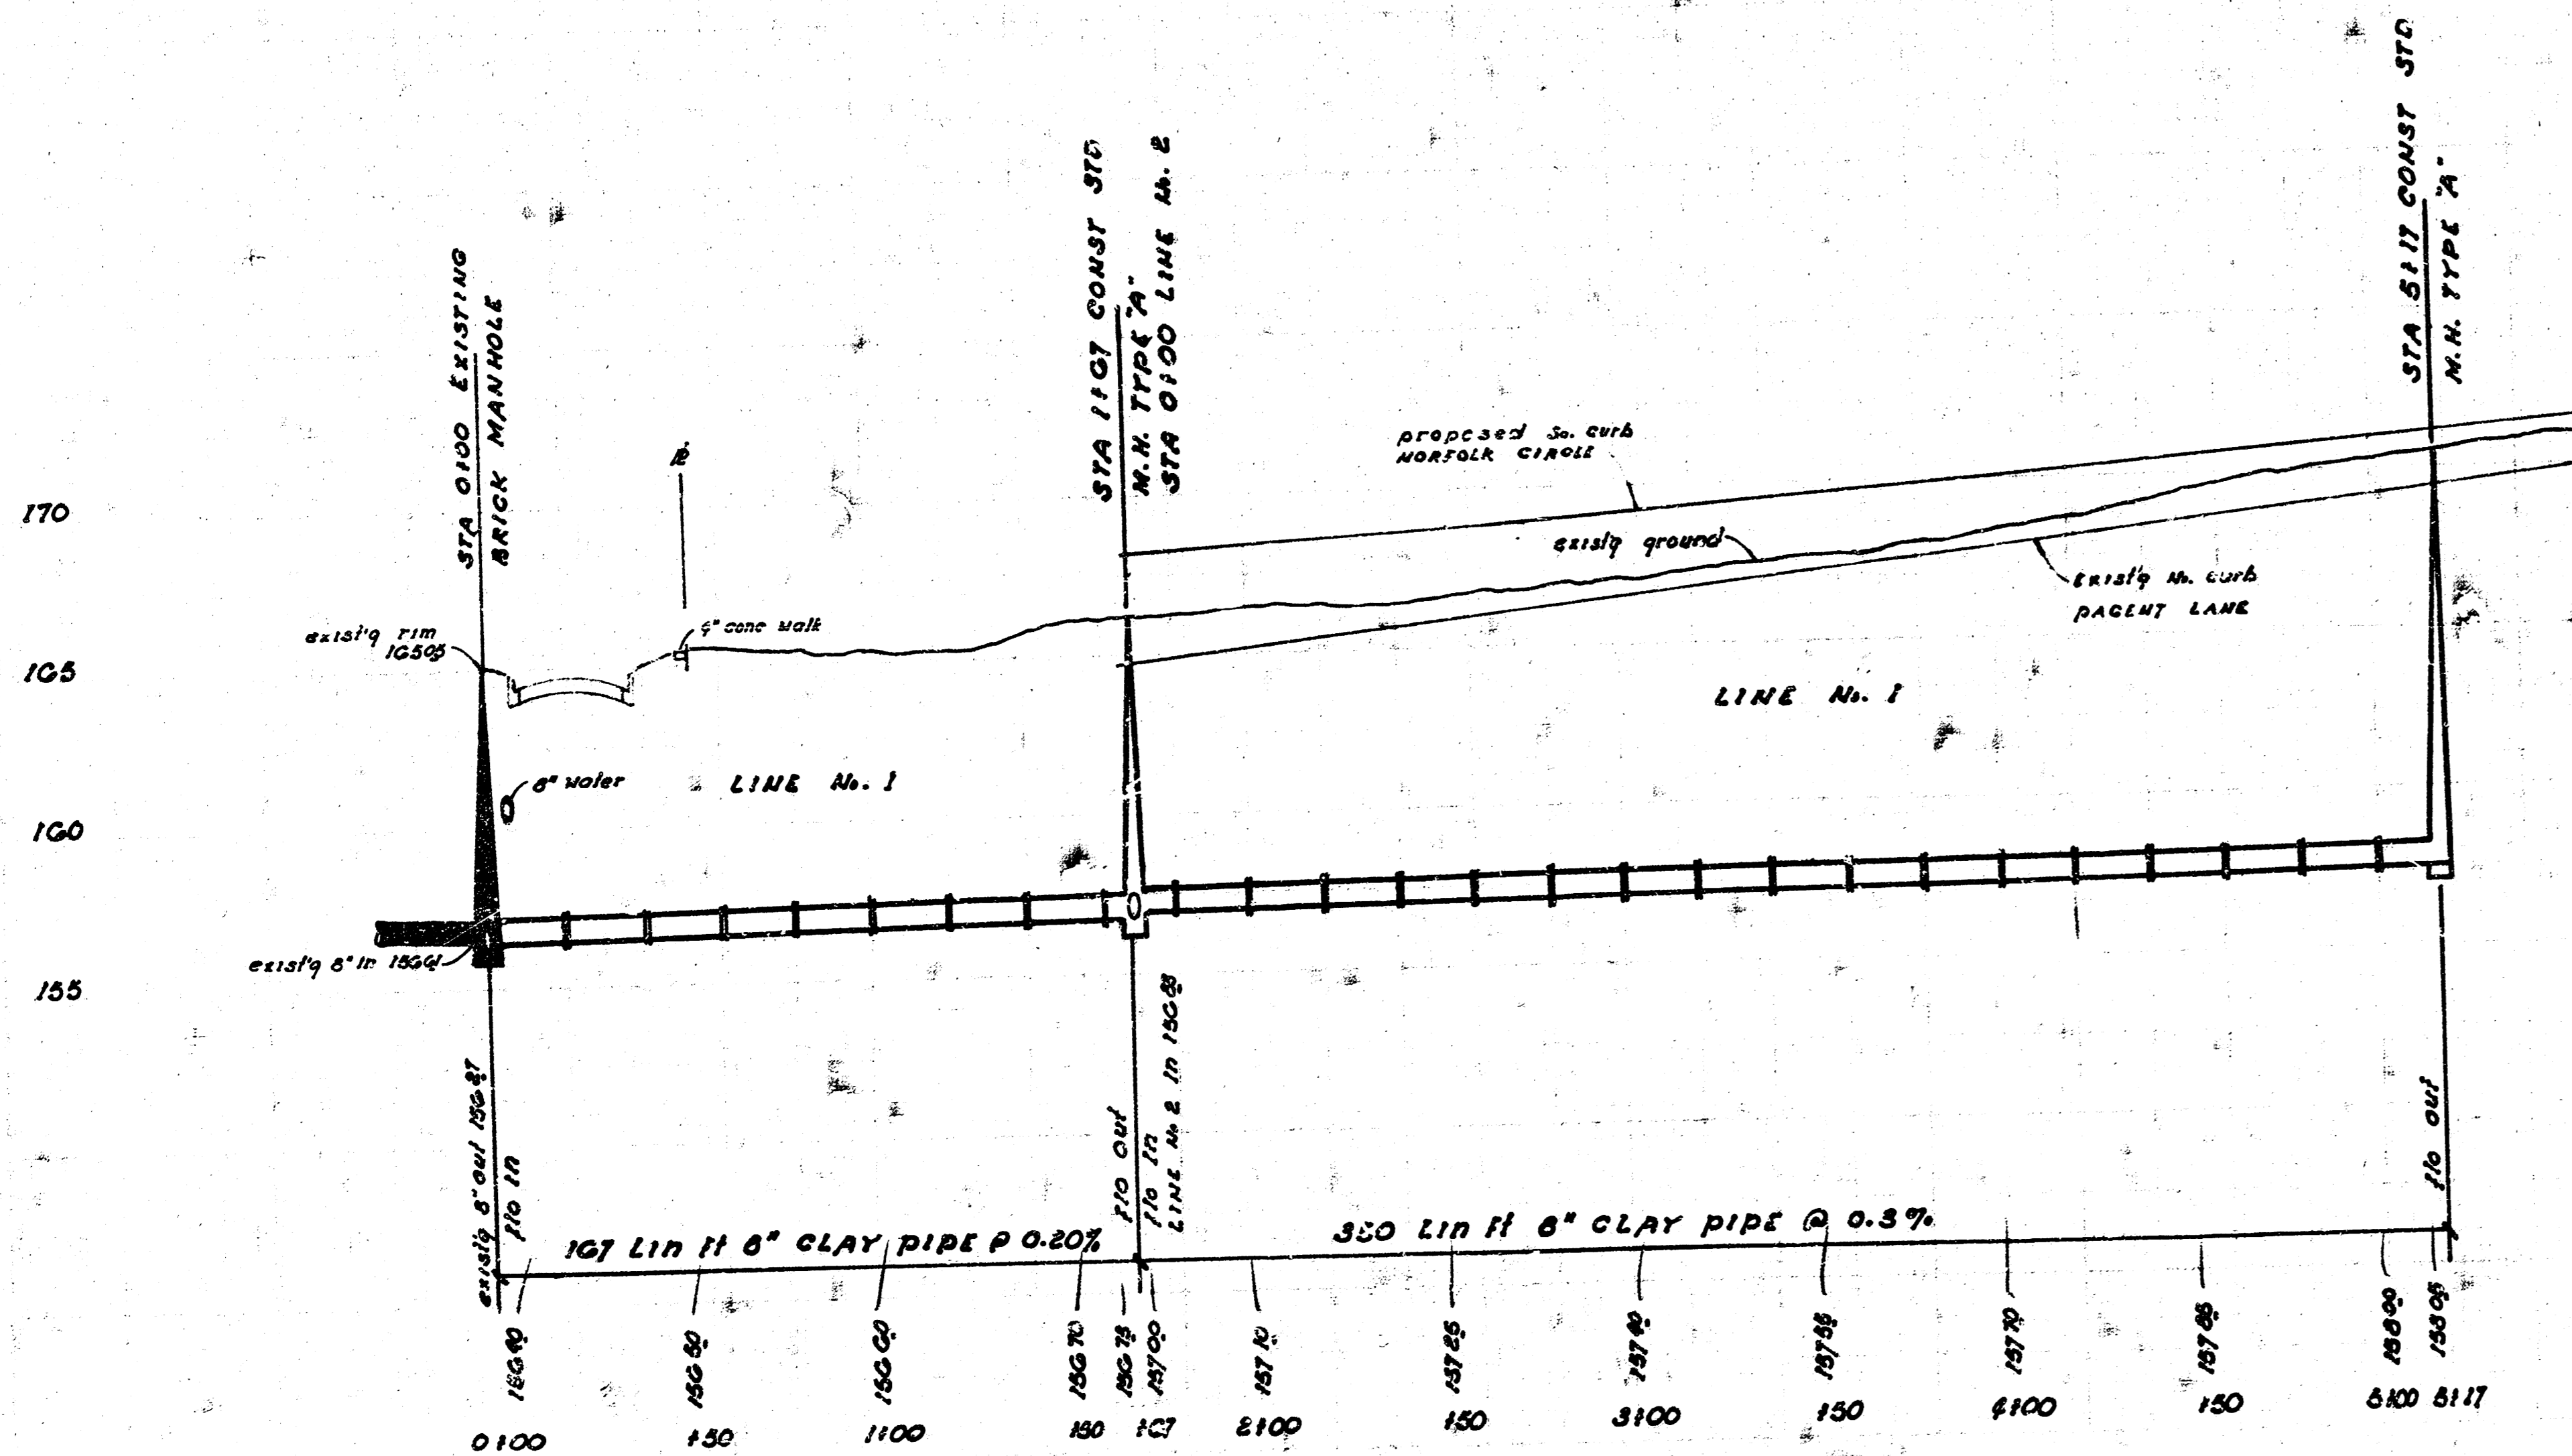 STA 0+00 EXISTING
BRICK MANHOLE
STA 1+67 CONST STD
M.H. TYPE "A"
STA 0+00 LINE No. 2
STA 5+17 CONST STD
M.H. TYPE "A"
170
165
160
155
proposed So. curb
NORFOLK CIRCLE
exist'g ground
exist'g No. curb
PAGENT LANE
exist'g rim
165.05
4" conc walk
8" water
LINE No. 1
LINE No. 1
exist'g 8" in 156.61
exist'g 8" out 156.27
flo in
flo out
flo in
LINE No 2 in 156.85
flo out
167 Lin ft 8" CLAY PIPE @ 0.20%
350 Lin ft 8" CLAY PIPE @ 0.3%
156.40
156.50
156.60
156.70
156.73
157.00
157.10
157.25
157.40
157.55
157.70
157.85
158.00
158.05
0+00
+50
1+00
+50
+67
2+00
+50
3+00
+50
4+00
+50
5+00
5+17